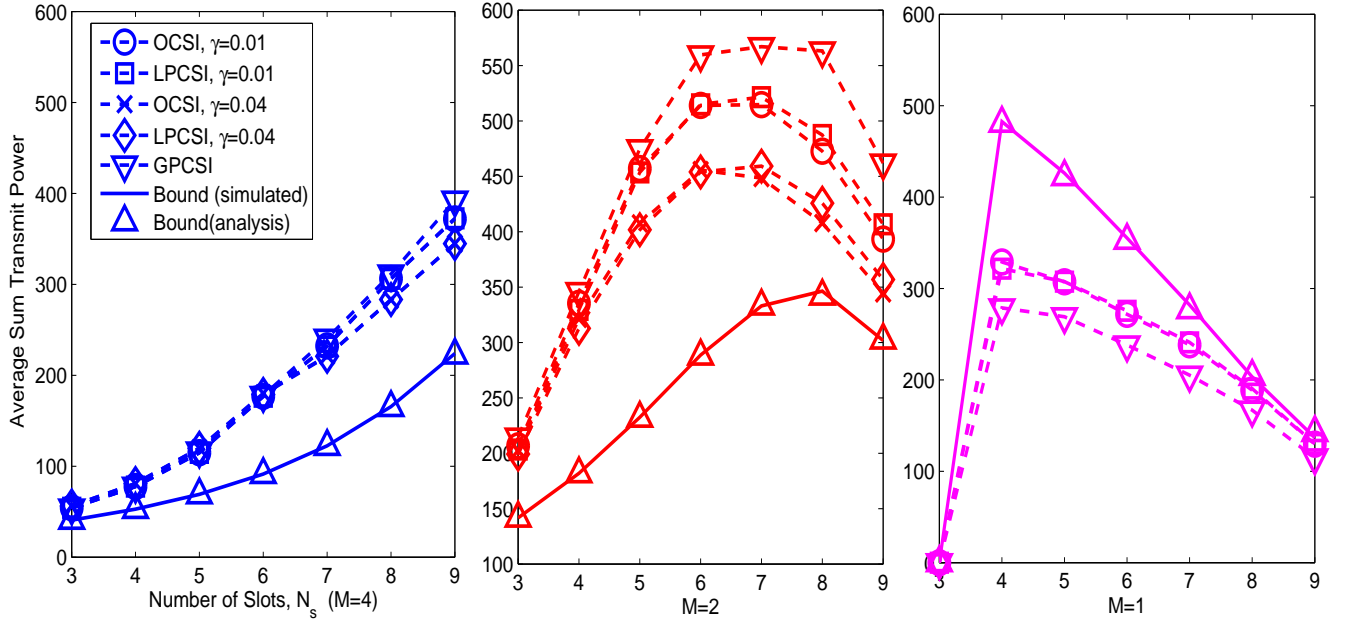 Average Sum Transmit Power
600
500
400
300
200
100
0
3 4 5 6 7 8 9
Number of Slots, N_s (M=4)
OCSI, γ=0.01
LPCSI, γ=0.01
OCSI, γ=0.04
LPCSI, γ=0.04
GPCSI
Bound (simulated)
Bound(analysis)
600
550
500
450
400
350
300
250
200
150
100
3 4 5 6 7 8 9
M=2
600
500
400
300
200
100
0
3 4 5 6 7 8 9
M=1